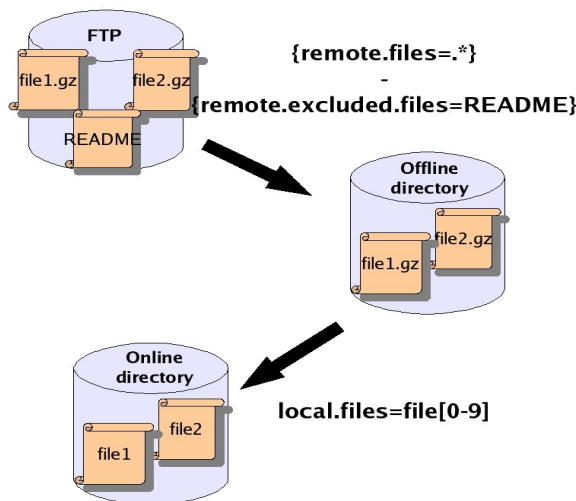 FTP
file1.gz
file2.gz
README
{remote.files=.*}
-
{remote.excluded.files=README}
Offline
directory
file2.gz
file1.gz
Online
directory
file2
file1
local.files=file[0-9]